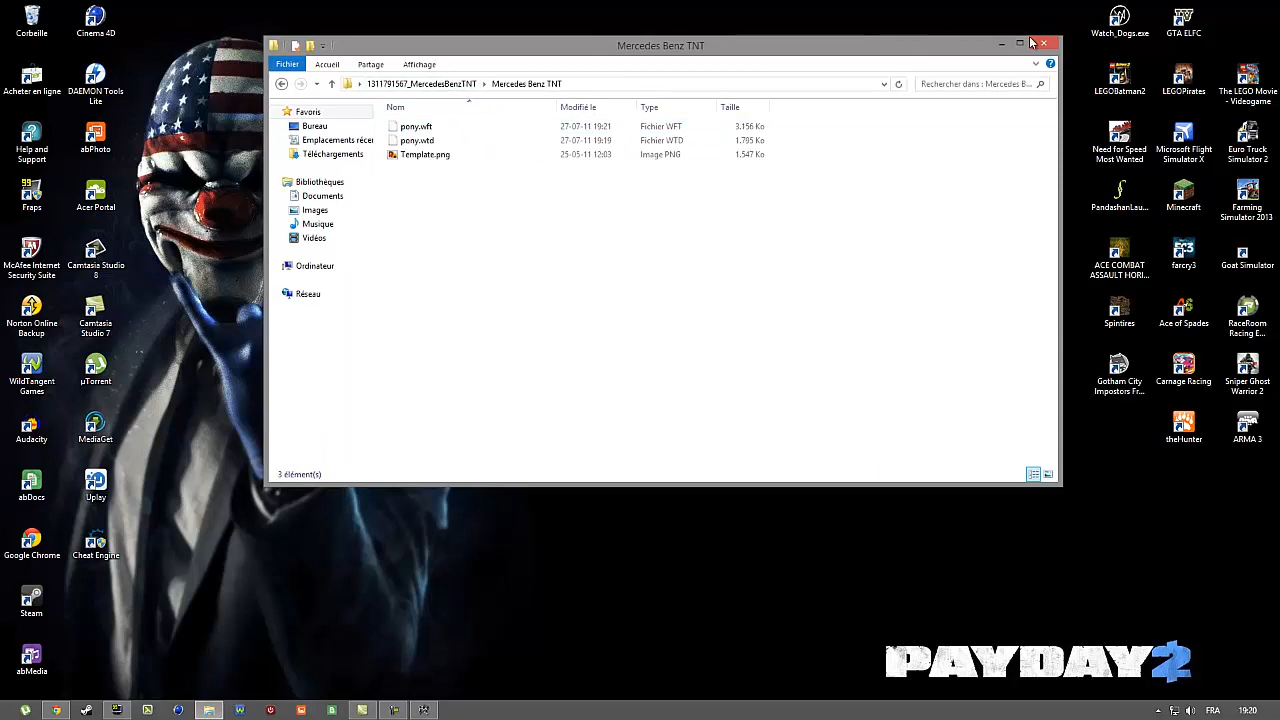 Corbeille
Cinema 4D
Acheter en ligne
DAEMON Tools
Lite
Help and
Support
abPhoto
Fraps
Acer Portal
McAfee Internet
Security Suite
Camtasia Studio
8
Norton Online
Backup
Camtasia
Studio 7
WildTangent
Games
µTorrent
Audacity
MediaGet
abDocs
Uplay
Google Chrome
Cheat Engine
Steam
abMedia
Mercedes Benz TNT
Fichier
Accueil
Partage
Affichage
1311791567_MercedesBenzTNT
Mercedes Benz TNT
Rechercher dans : Mercedes B...
Favoris
Bureau
Emplacements récer
Téléchargements
Bibliothèques
Documents
Images
Musique
Vidéos
Ordinateur
Réseau
Nom Modifié le Type Taille
pony.wft 27-07-11 19:21 Fichier WFT 3.156 Ko
pony.wtd 27-07-11 19:19 Fichier WTD 1.795 Ko
Template.png 25-05-11 12:03 Image PNG 1.547 Ko
3 élément(s)
Watch_Dogs.exe
GTA ELFC
LEGOBatman2
LEGOPirates
The LEGO Movie
- Videogame
Need for Speed
Most Wanted
Microsoft Flight
Simulator X
Euro Truck
Simulator 2
PandashanLau...
Minecraft
Farming
Simulator 2013
ACE COMBAT
ASSAULT HORI...
farcry3
Goat Simulator
Spintires
Ace of Spades
RaceRoom
Racing E...
Gotham City
Impostors Fr...
Carnage Racing
Sniper Ghost
Warrior 2
theHunter
ARMA 3
PAYDAY 2
FRA
19:20